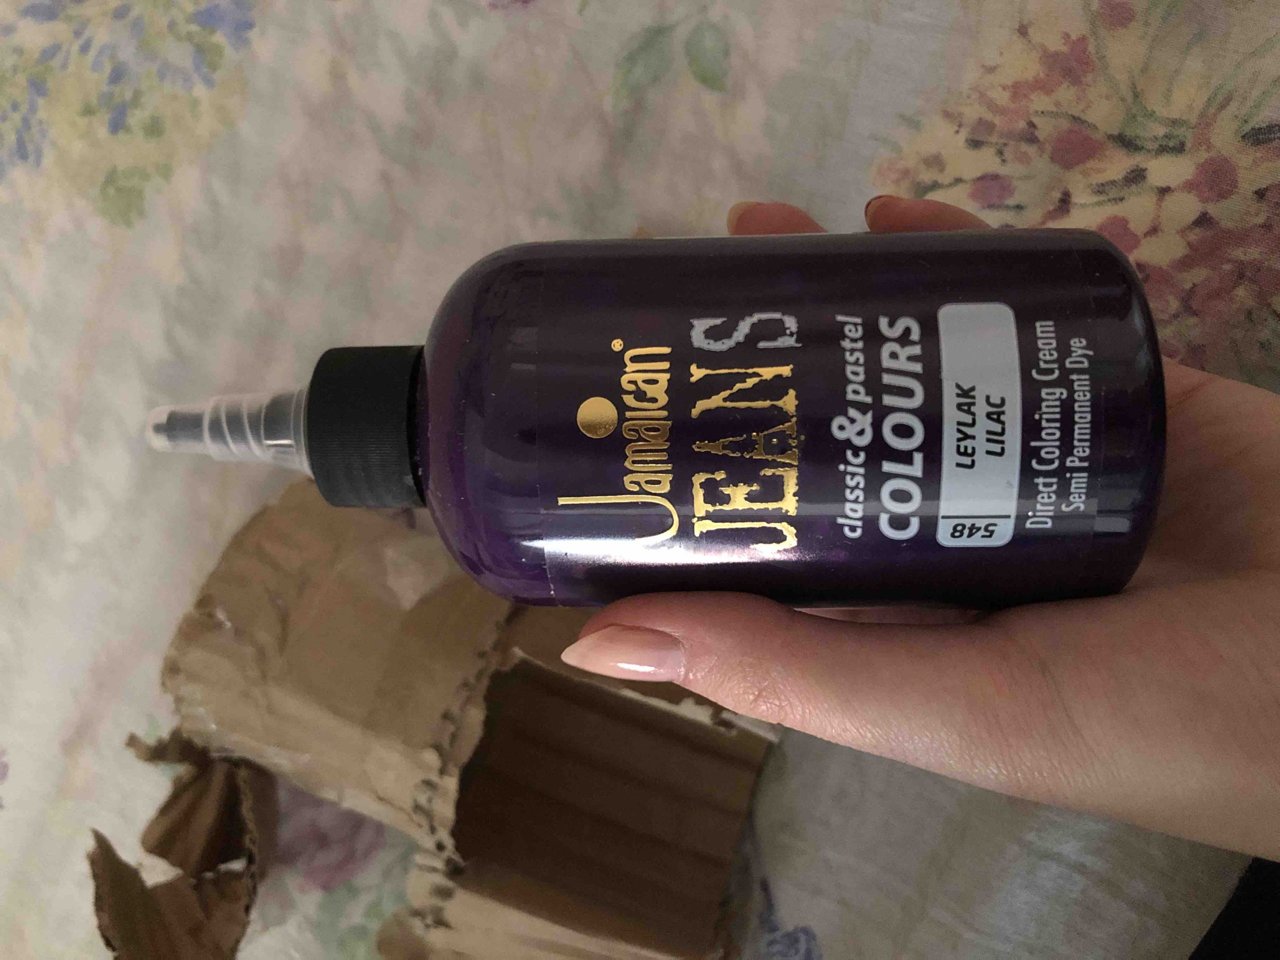 Jamaican
JEANS
classic & pastel
COLOURS
548
LEYLAK
LILAC
Direct Coloring Cream
Semi Permanent Dye